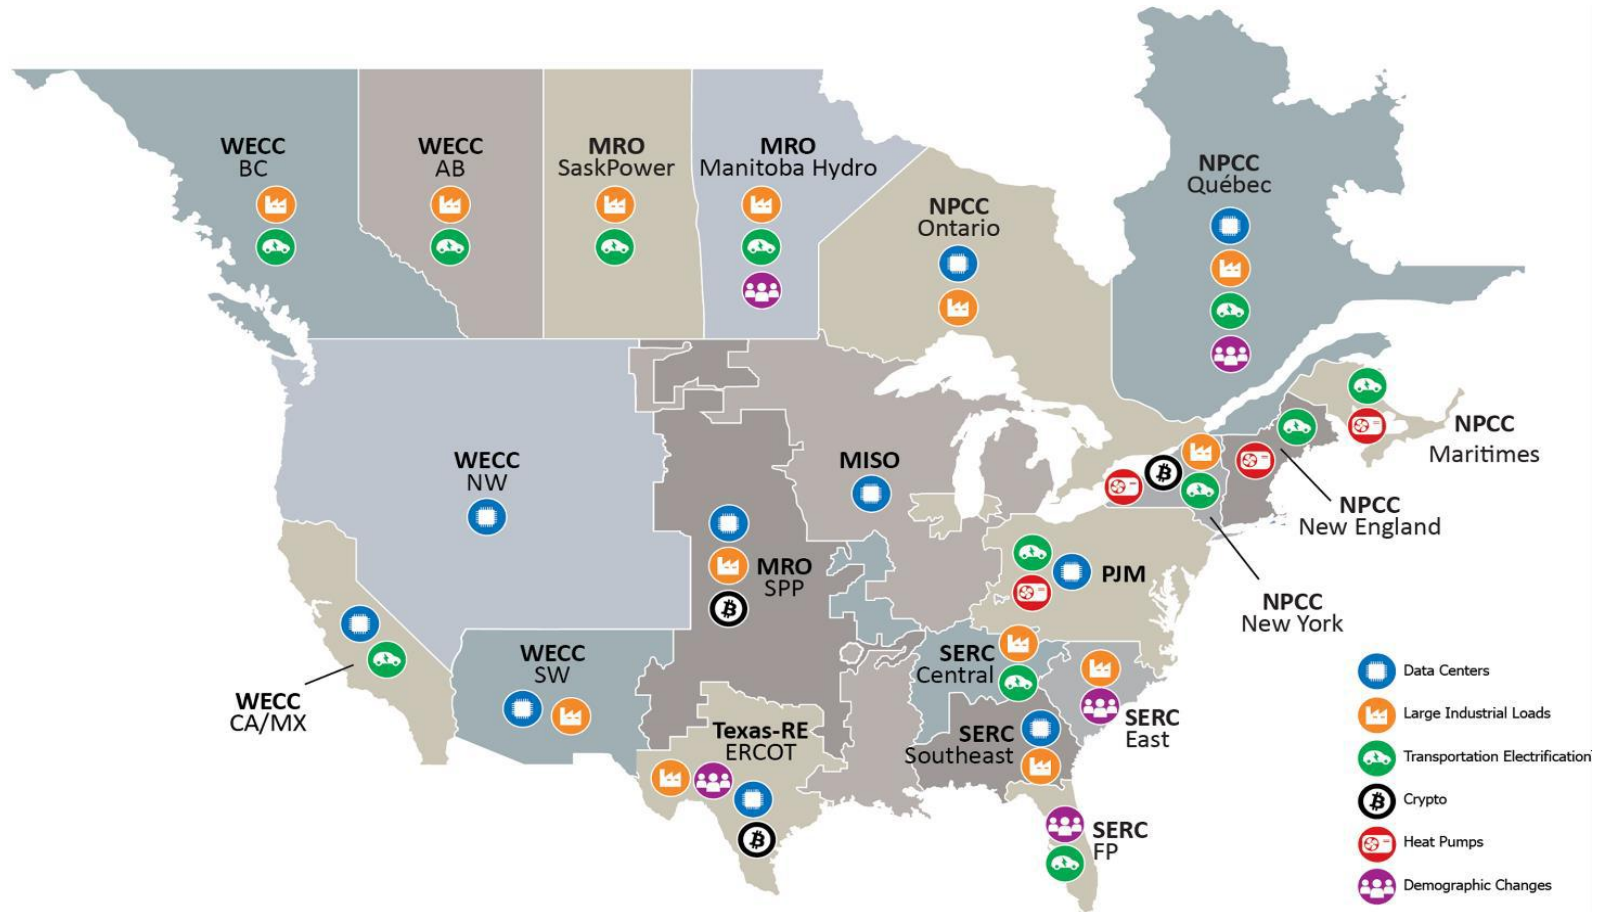 WECC
BC
WECC
AB
MRO
SaskPower
MRO
Manitoba Hydro
NPCC
Ontario
NPCC
Québec
NPCC
Maritimes
NPCC
New England
NPCC
New York
WECC
NW
MISO
MRO
SPP
PJM
WECC
CA/MX
WECC
SW
Texas-RE
ERCOT
SERC
Central
SERC
East
SERC
Southeast
SERC
FP
Data Centers
Large Industrial Loads
Transportation Electrification
Crypto
Heat Pumps
Demographic Changes